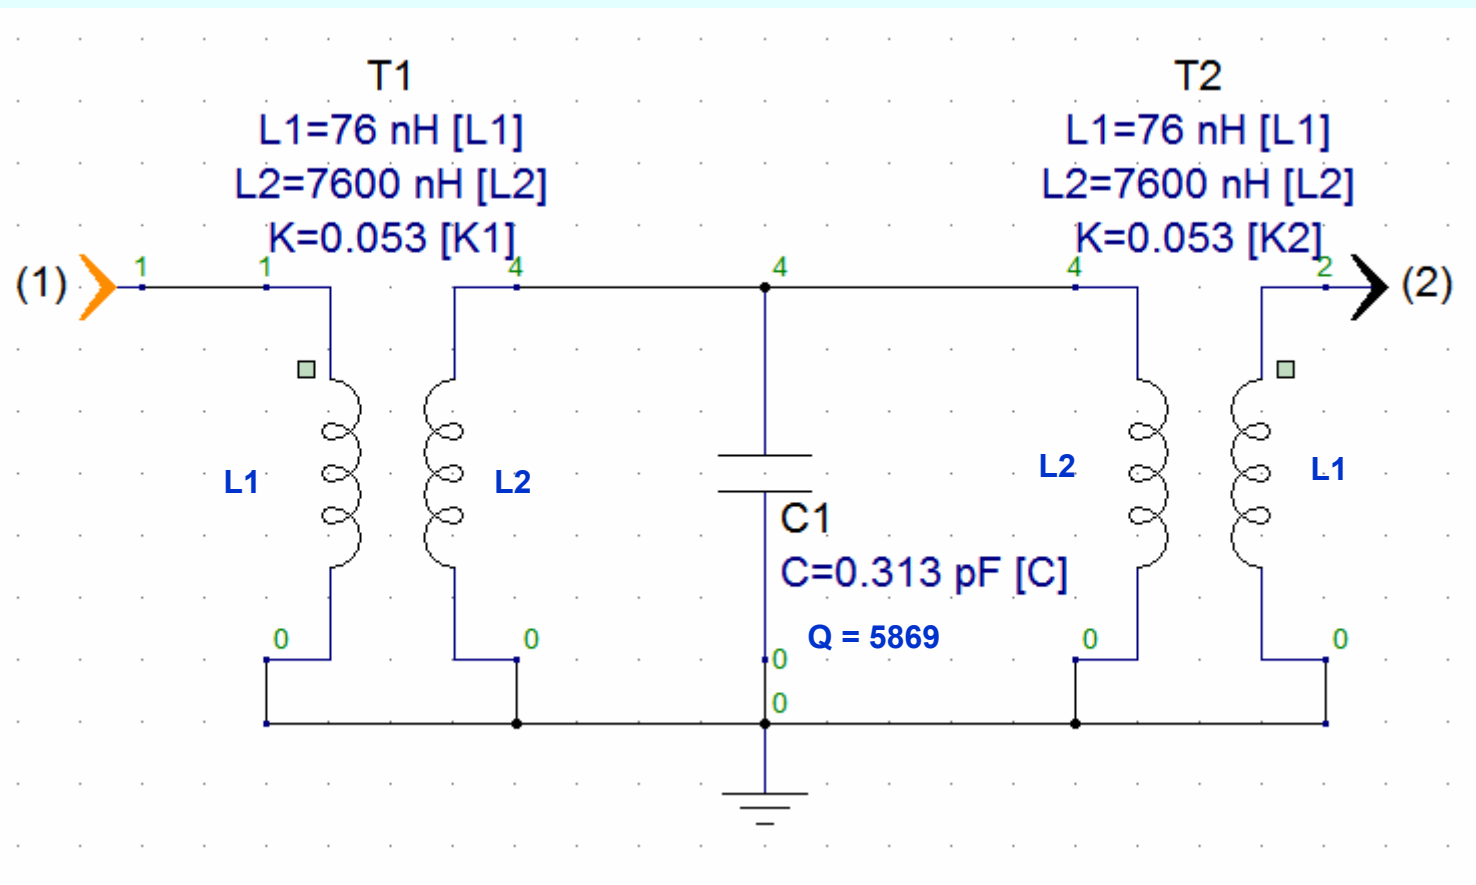 T1
L1=76 nH [L1]
L2=7600 nH [L2]
K=0.053 [K1]
T2
L1=76 nH [L1]
L2=7600 nH [L2]
K=0.053 [K2]
(1) 1 1 4 4 4 2 (2)
L1 L2 L2 L1
C1
C=0.313 pF [C]
Q = 5869
0 0 0 0 0
0